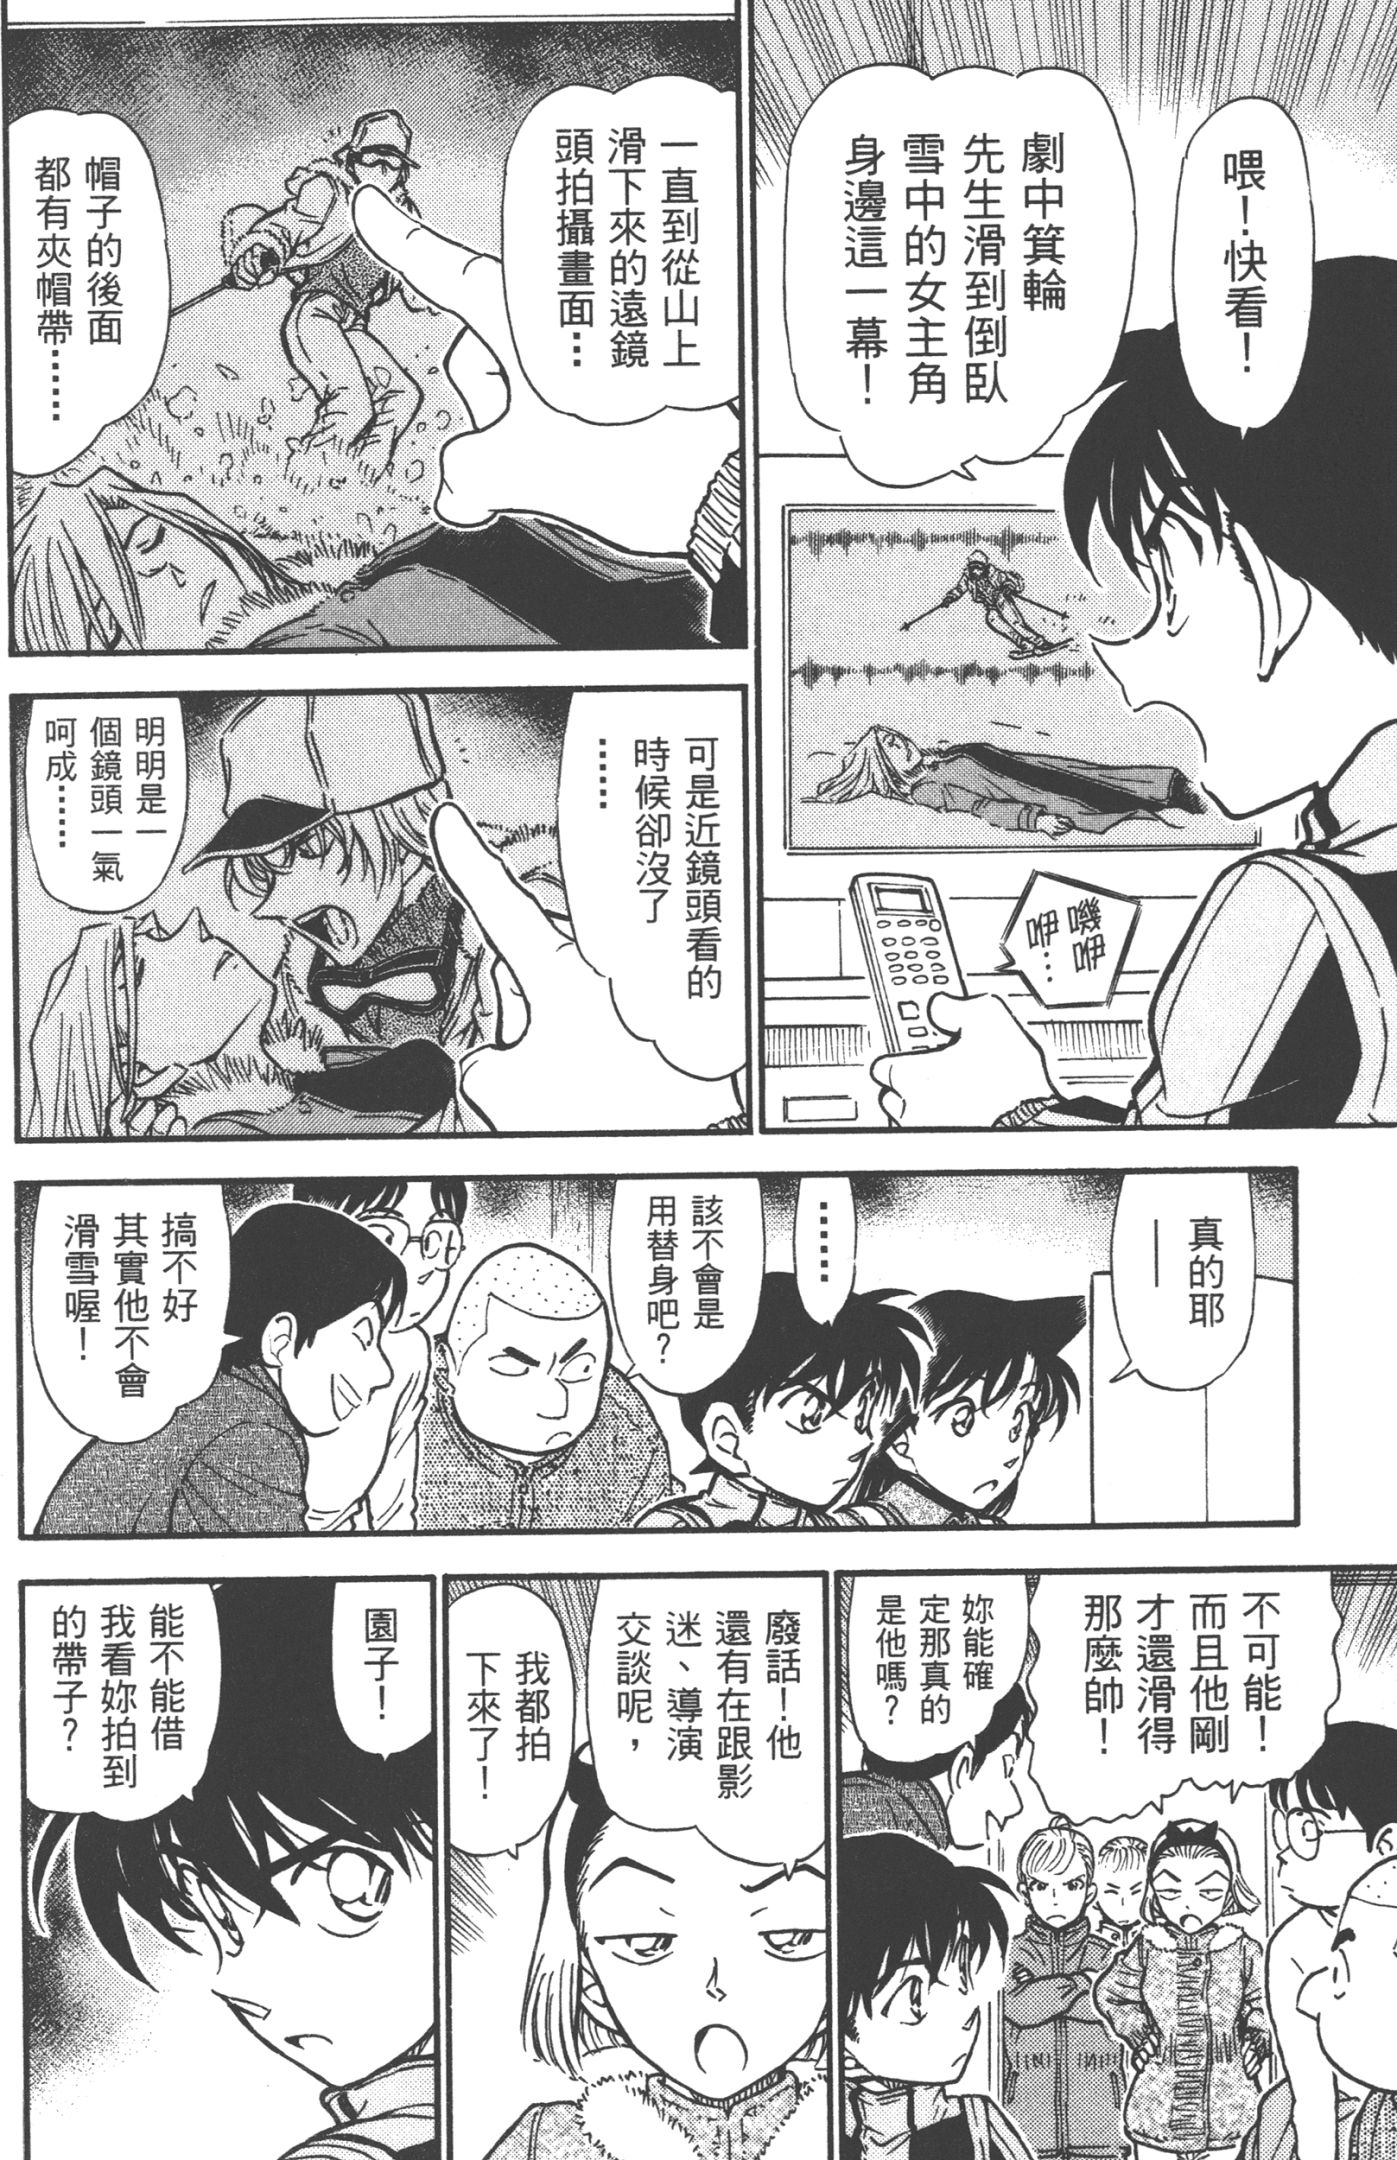 喂！快看！
劇中箕輪
先生滑到倒臥
雪中的女主角
身邊這一幕！
嘰咿
咿…
一直到從山上
滑下來的遠鏡
頭拍攝畫面…
帽子的後面
都有夾帽帶……
可是近鏡頭看的
時候卻沒了
……
明明是一
個鏡頭一氣
呵成……
真的耶
——
……
該不會是
用替身吧？
搞不好
其實他不會
滑雪喔！
不可能！
而且他剛
才還滑得
那麼帥！
妳能確
定那真的
是他嗎？
廢話！他
還有在跟影
迷、導演
交談呢，
我都拍
下來了！
園子！
能不能借
我看妳拍到
的帶子？